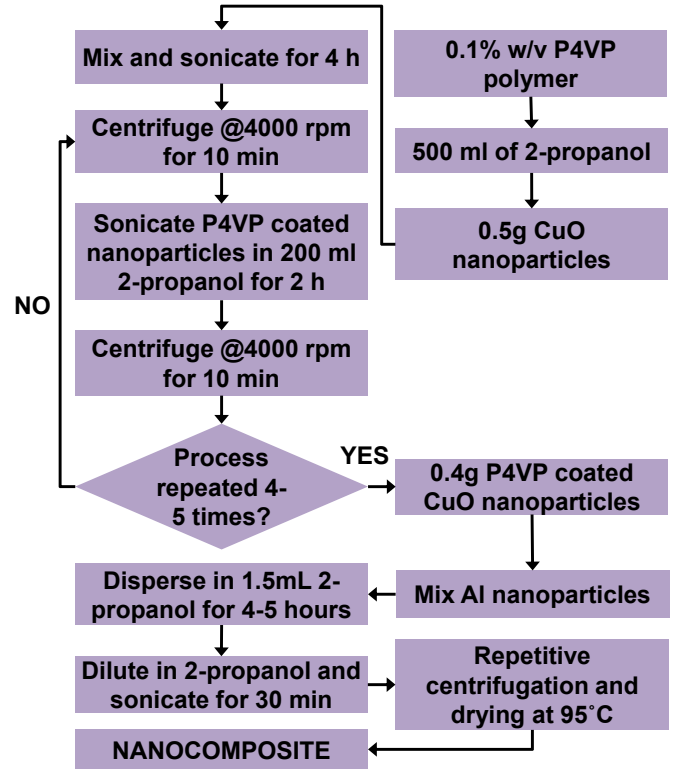 0.1% w/v P4VP
polymer
500 ml of 2-propanol
0.5g CuO
nanoparticles
Mix and sonicate for 4 h
Centrifuge @4000 rpm
for 10 min
Sonicate P4VP coated
nanoparticles in 200 ml
2-propanol for 2 h
Centrifuge @4000 rpm
for 10 min
Process
repeated 4-
5 times?
NO
YES
0.4g P4VP coated
CuO nanoparticles
Mix Al nanoparticles
Disperse in 1.5mL 2-
propanol for 4-5 hours
Dilute in 2-propanol and
sonicate for 30 min
Repetitive
centrifugation and
drying at 95˚C
NANOCOMPOSITE